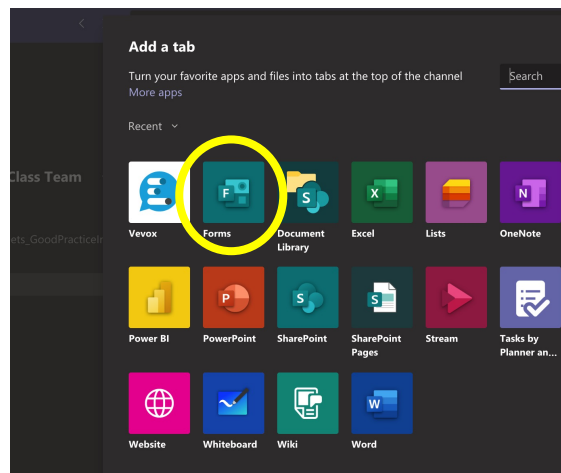 Add a tab
Turn your favorite apps and files into tabs at the top of the channel
More apps
Search
Recent
Class Team
ets_GoodPracticeIn
Vevox
Forms
Document
Library
Excel
Lists
OneNote
Power BI
PowerPoint
SharePoint
SharePoint
Pages
Stream
Tasks by
Planner an...
Website
Whiteboard
Wiki
Word